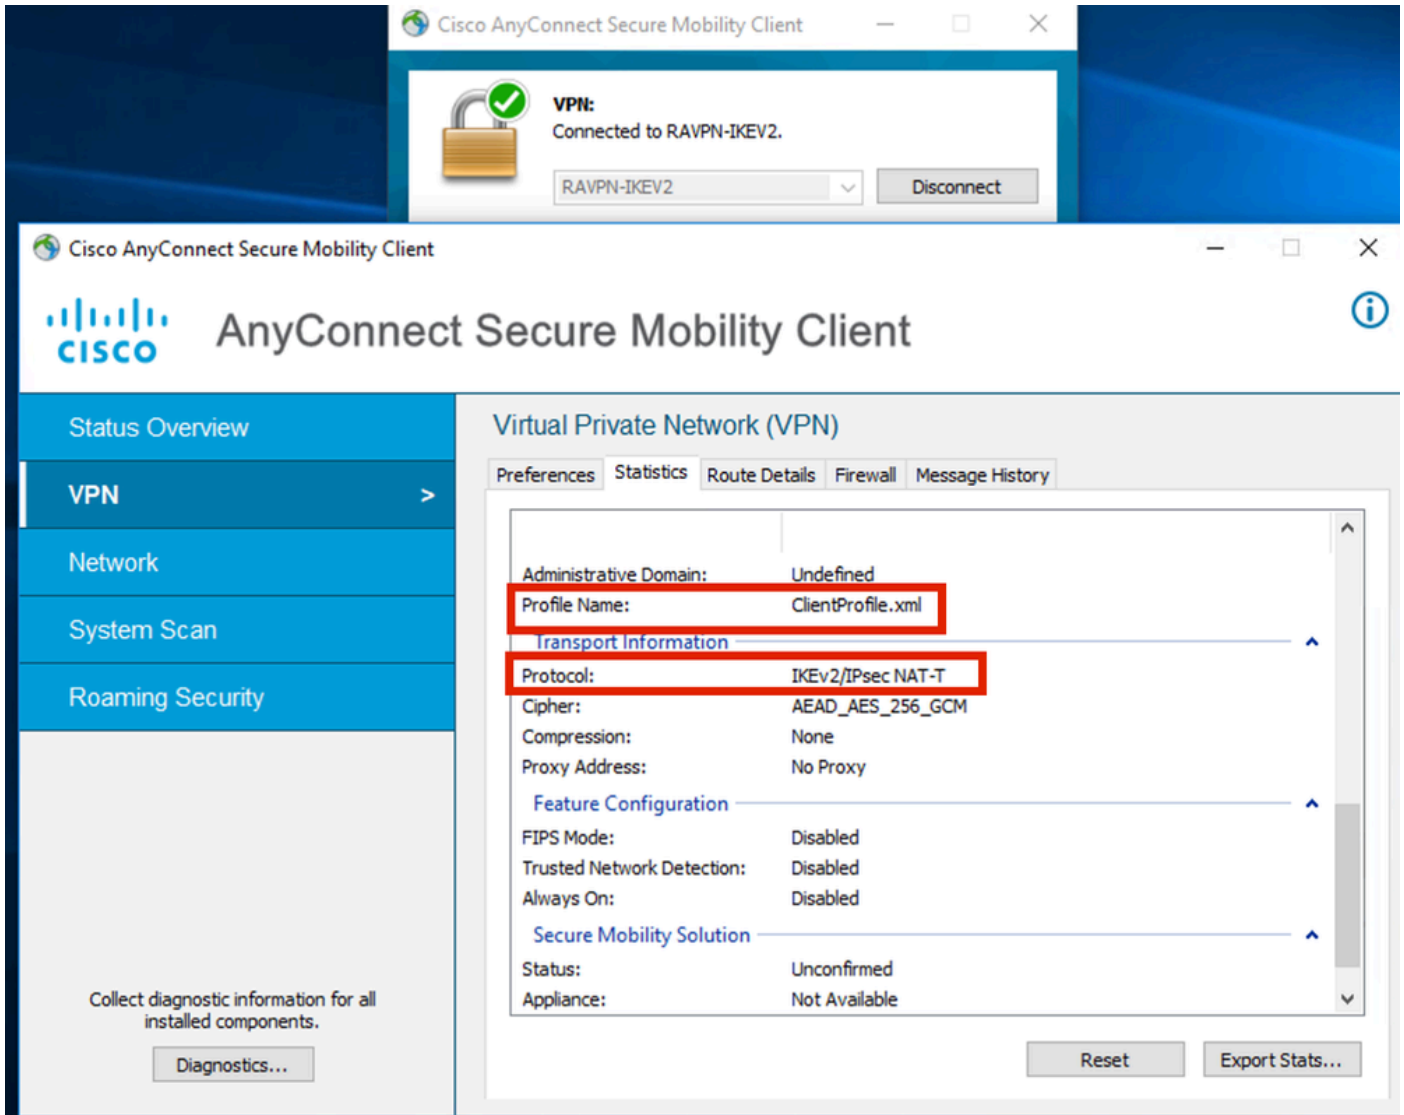 Cisco AnyConnect Secure Mobility Client
VPN:
Connected to RAVPN-IKEV2.
RAVPN-IKEV2
Disconnect
Cisco AnyConnect Secure Mobility Client
CISCO
AnyConnect Secure Mobility Client
Status Overview
VPN >
Network
System Scan
Roaming Security
Collect diagnostic information for all
installed components.
Diagnostics...
Virtual Private Network (VPN)
Preferences Statistics Route Details Firewall Message History
Administrative Domain: Undefined
Profile Name: ClientProfile.xml
Transport Information
Protocol: IKEv2/IPsec NAT-T
Cipher: AEAD_AES_256_GCM
Compression: None
Proxy Address: No Proxy
Feature Configuration
FIPS Mode: Disabled
Trusted Network Detection: Disabled
Always On: Disabled
Secure Mobility Solution
Status: Unconfirmed
Appliance: Not Available
Reset
Export Stats...